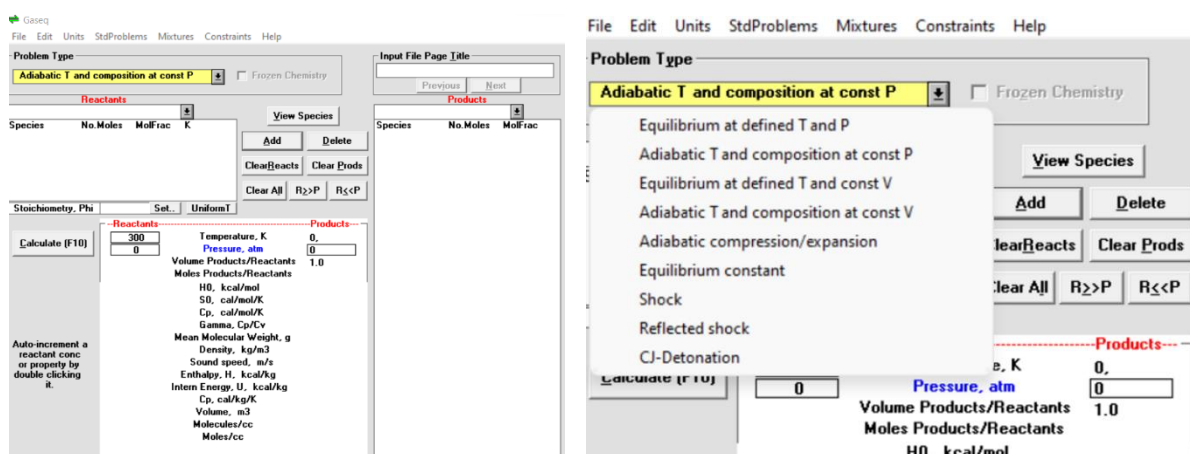 Gaseq
File Edit Units StdProblems Mixtures Constraints Help
Problem Type
Adiabatic T and composition at const P
Frozen Chemistry
Input File Page Title
Previous Next
Reactants
Products
View Species
Species No.Moles MolFrac K
Species No.Moles MolFrac
Add Delete
ClearReacts Clear Prods
Clear All R>>P R<<P
Stoichiometry, Phi Set.. UniformT
Reactants Products
Calculate (F10)
300 Temperature, K 0,
0 Pressure, atm 0
Volume Products/Reactants 1.0
Moles Products/Reactants
H0, kcal/mol
S0, cal/mol/K
Cp, cal/mol/K
Gamma, Cp/Cv
Mean Molecular Weight, g
Density, kg/m3
Sound speed, m/s
Enthalpy, H, kcal/kg
Intern Energy, U, kcal/kg
Cp, cal/kg/K
Volume, m3
Molecules/cc
Moles/cc
Auto-increment a
reactant conc
or property by
double clicking
it.
File Edit Units StdProblems Mixtures Constraints Help
Problem Type
Adiabatic T and composition at const P
Frozen Chemistry
Equilibrium at defined T and P
Adiabatic T and composition at const P
Equilibrium at defined T and const V
Adiabatic T and composition at const V
Adiabatic compression/expansion
Equilibrium constant
Shock
Reflected shock
CJ-Detonation
View Species
Add Delete
learReacts Clear Prods
lear All R>>P R<<P
Products
e, K 0,
Calculate (F10)
0 Pressure, atm 0
Volume Products/Reactants 1.0
Moles Products/Reactants
H0, kcal/mol